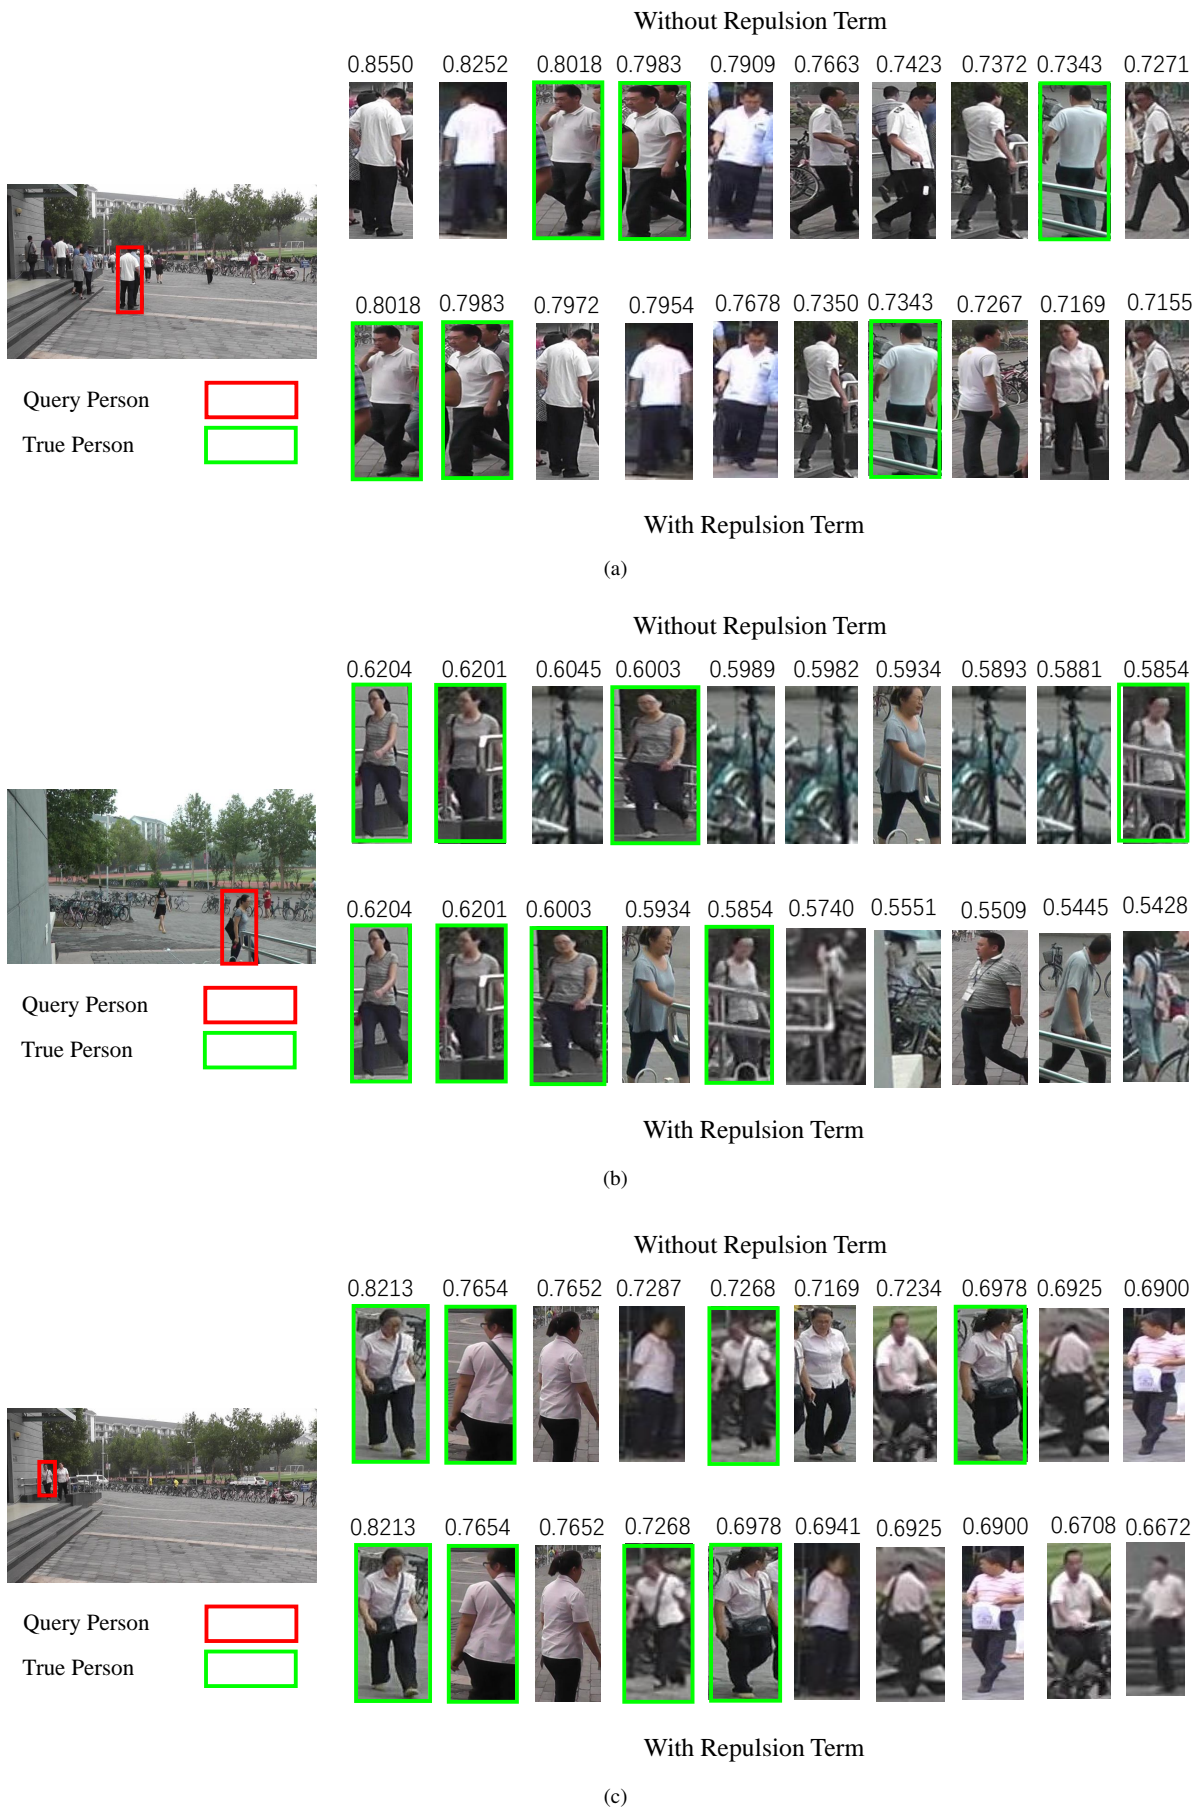 Without Repulsion Term
0.8550 0.8252 0.8018 0.7983 0.7909 0.7663 0.7423 0.7372 0.7343 0.7271
0.8018 0.7983 0.7972 0.7954 0.7678 0.7350 0.7343 0.7267 0.7169 0.7155
Query Person
True Person
With Repulsion Term
(a)
Without Repulsion Term
0.6204 0.6201 0.6045 0.6003 0.5989 0.5982 0.5934 0.5893 0.5881 0.5854
0.6204 0.6201 0.6003 0.5934 0.5854 0.5740 0.5551 0.5509 0.5445 0.5428
Query Person
True Person
With Repulsion Term
(b)
Without Repulsion Term
0.8213 0.7654 0.7652 0.7287 0.7268 0.7169 0.7234 0.6978 0.6925 0.6900
0.8213 0.7654 0.7652 0.7268 0.6978 0.6941 0.6925 0.6900 0.6708 0.6672
Query Person
True Person
With Repulsion Term
(c)